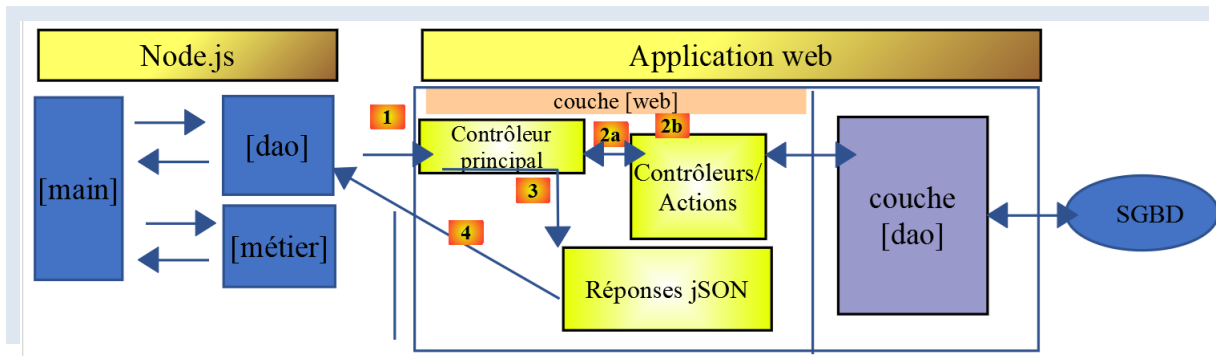 Node.js
Application web
couche [web]
1
2a
2b
Contrôleur
principal
[dao]
[main]
Contrôleurs/
Actions
3
couche
[dao]
SGBD
4
[métier]
Réponses jSON